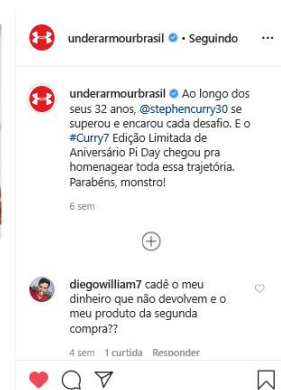 underarmourbrasil • Seguindo
underarmourbrasil Ao longo dos
seus 32 anos, @stephencurry30 se
superou e encarou cada desafio. E o
#Curry7 Edição Limitada de
Aniversário Pi Day chegou pra
homenagear toda essa trajetória.
Parabéns, monstro!
6 sem
diegowilliam7 cadê o meu
dinheiro que não devolvem e o
meu produto da segunda
compra??
4 sem 1 curtida Responder